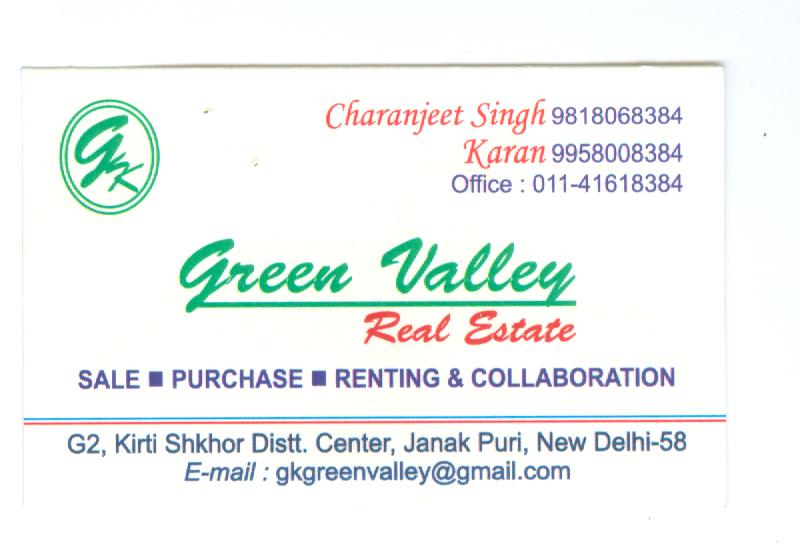 GK
Charanjeet Singh 9818068384
Karan 9958008384
Office : 011-41618384
Green Valley
Real Estate
SALE ■ PURCHASE ■ RENTING & COLLABORATION
G2, Kirti Shkhor Distt. Center, Janak Puri, New Delhi-58
E-mail : gkgreenvalley@gmail.com